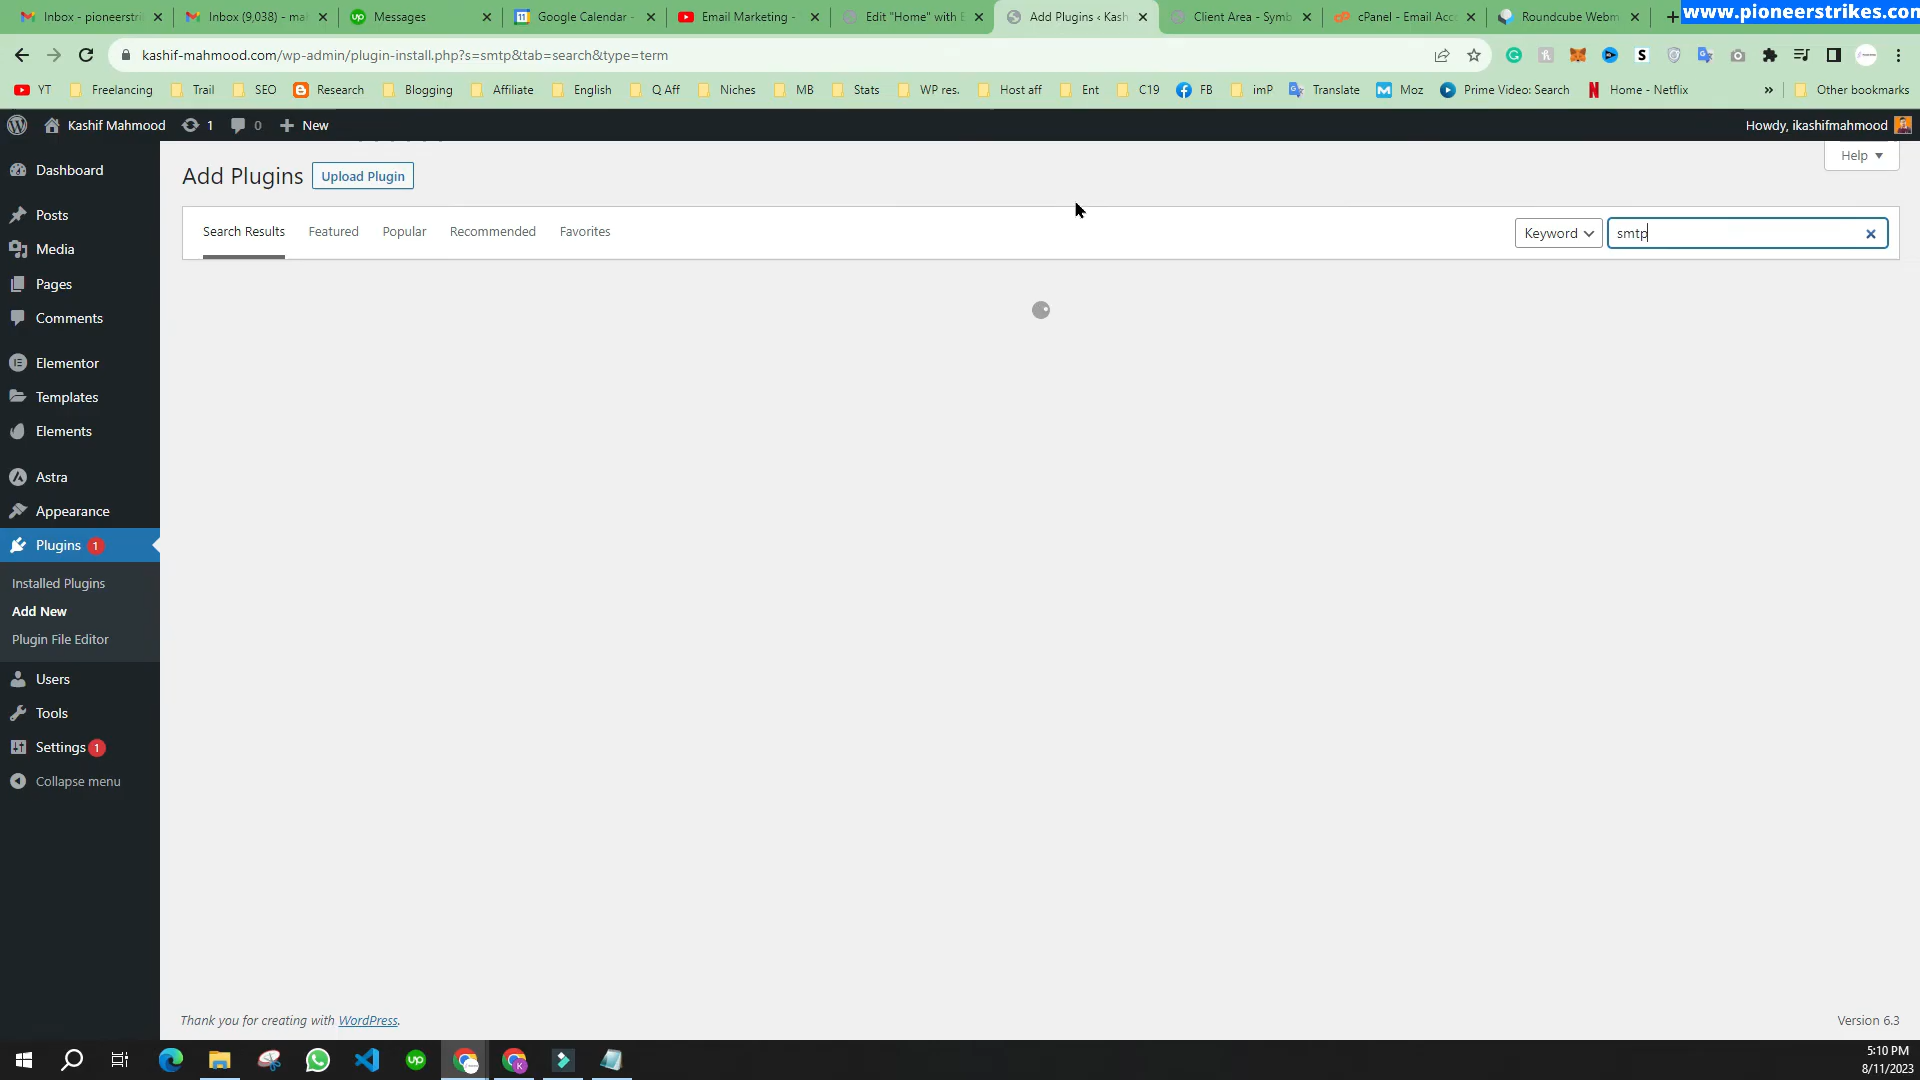 Inbox - pioneerstri
Inbox (9,038) - ma
Messages
Google Calendar -
Email Marketing -
Edit "Home" with E
Add Plugins ‹ Kash
Client Area - Symb
cPanel - Email Acc
Roundcube Webm
www.pioneerstrikes.com
kashif-mahmood.com/wp-admin/plugin-install.php?s=smtp&tab=search&type=term
YT Freelancing Trail SEO Research Blogging Affiliate English Q Aff Niches MB Stats WP res. Host aff Ent C19 FB imP Translate Moz Prime Video: Search Home - Netflix » Other bookmarks
Kashif Mahmood 1 0 New
Howdy, ikashifmahmood
Help
Dashboard
Posts
Media
Pages
Comments
Elementor
Templates
Elements
Astra
Appearance
Plugins 1
Installed Plugins
Add New
Plugin File Editor
Users
Tools
Settings 1
Collapse menu
Add Plugins Upload Plugin
Search Results Featured Popular Recommended Favorites
Keyword smtp
Thank you for creating with WordPress.
Version 6.3
5:10 PM
8/11/2023